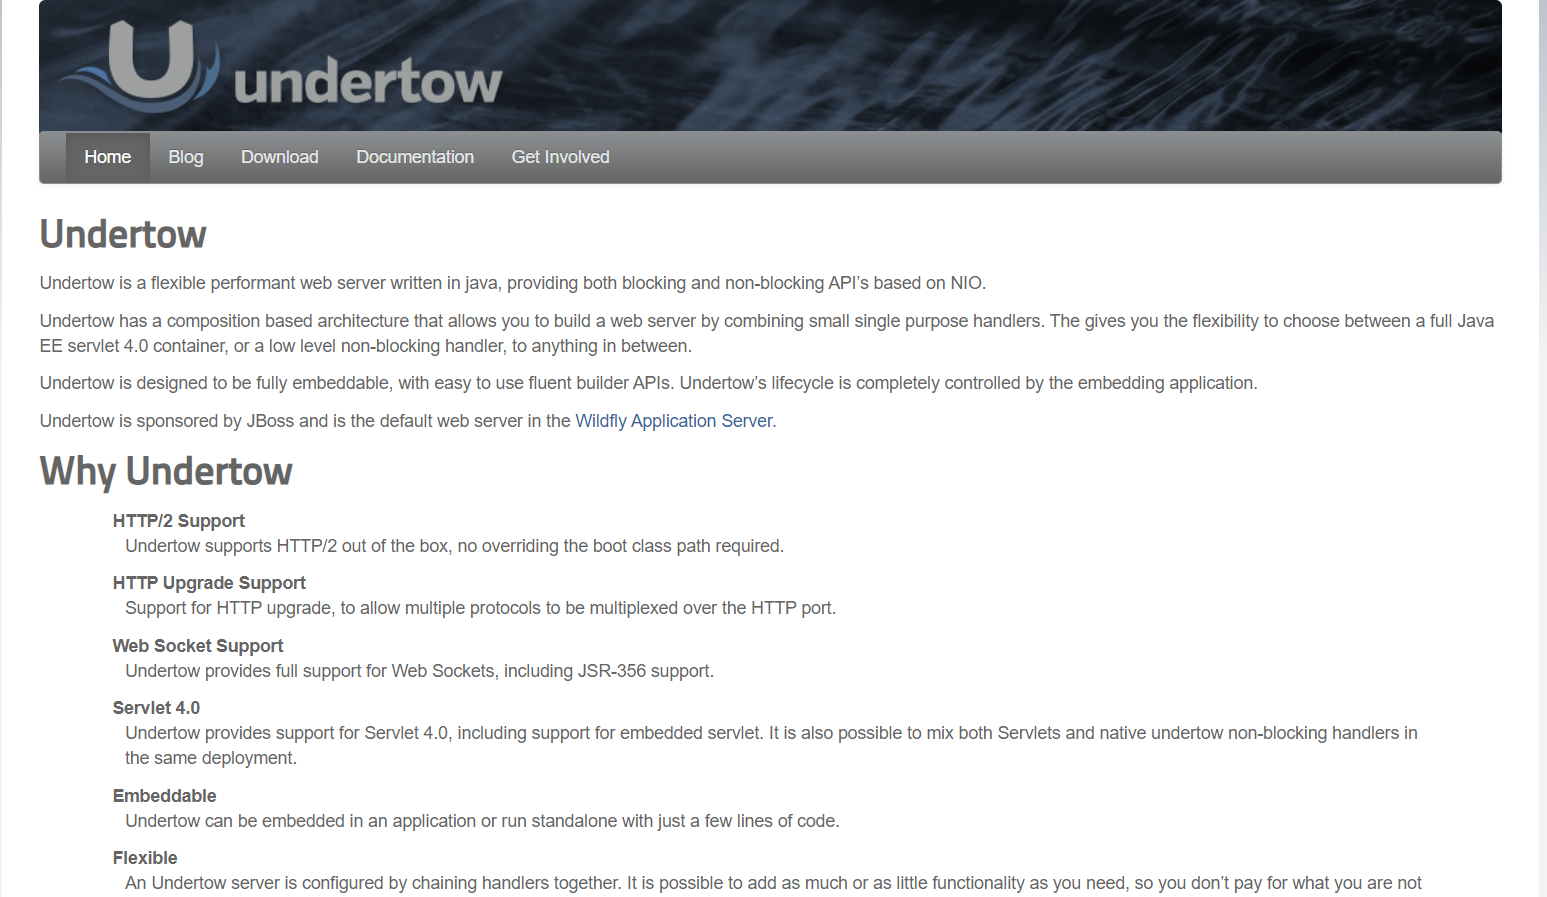 undertow
Home Blog Download Documentation Get Involved
Undertow
Undertow is a flexible performant web server written in java, providing both blocking and non-blocking API’s based on NIO.
Undertow has a composition based architecture that allows you to build a web server by combining small single purpose handlers. The gives you the flexibility to choose between a full Java
EE servlet 4.0 container, or a low level non-blocking handler, to anything in between.
Undertow is designed to be fully embeddable, with easy to use fluent builder APIs. Undertow’s lifecycle is completely controlled by the embedding application.
Undertow is sponsored by JBoss and is the default web server in the Wildfly Application Server.
Why Undertow
HTTP/2 Support
Undertow supports HTTP/2 out of the box, no overriding the boot class path required.
HTTP Upgrade Support
Support for HTTP upgrade, to allow multiple protocols to be multiplexed over the HTTP port.
Web Socket Support
Undertow provides full support for Web Sockets, including JSR-356 support.
Servlet 4.0
Undertow provides support for Servlet 4.0, including support for embedded servlet. It is also possible to mix both Servlets and native undertow non-blocking handlers in
the same deployment.
Embeddable
Undertow can be embedded in an application or run standalone with just a few lines of code.
Flexible
An Undertow server is configured by chaining handlers together. It is possible to add as much or as little functionality as you need, so you don’t pay for what you are not